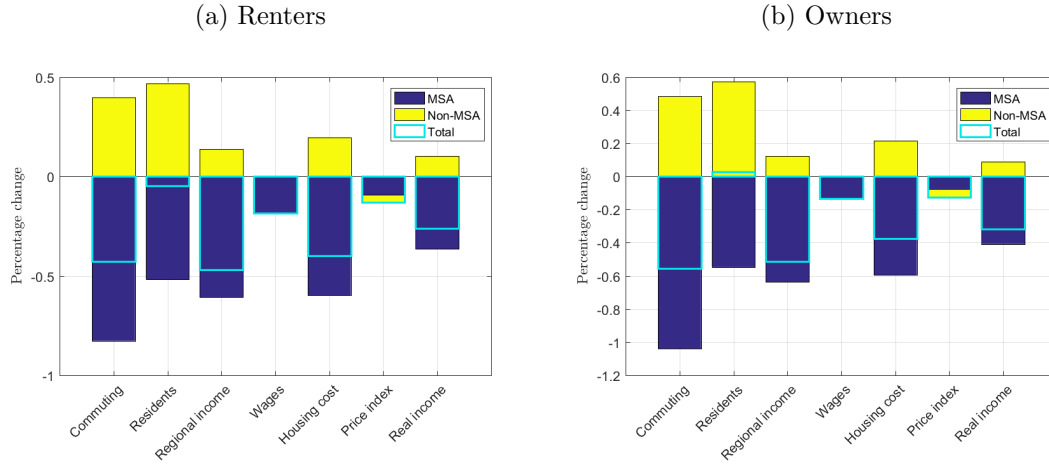 (a) Renters
Percentage change
0.5
0
-0.5
-1
MSA
Non-MSA
Total
Commuting
Residents
Regional income
Wages
Housing cost
Price index
Real income
(b) Owners
Percentage change
0.6
0.4
0.2
0
-0.2
-0.4
-0.6
-0.8
-1
-1.2
MSA
Non-MSA
Total
Commuting
Residents
Regional income
Wages
Housing cost
Price index
Real income